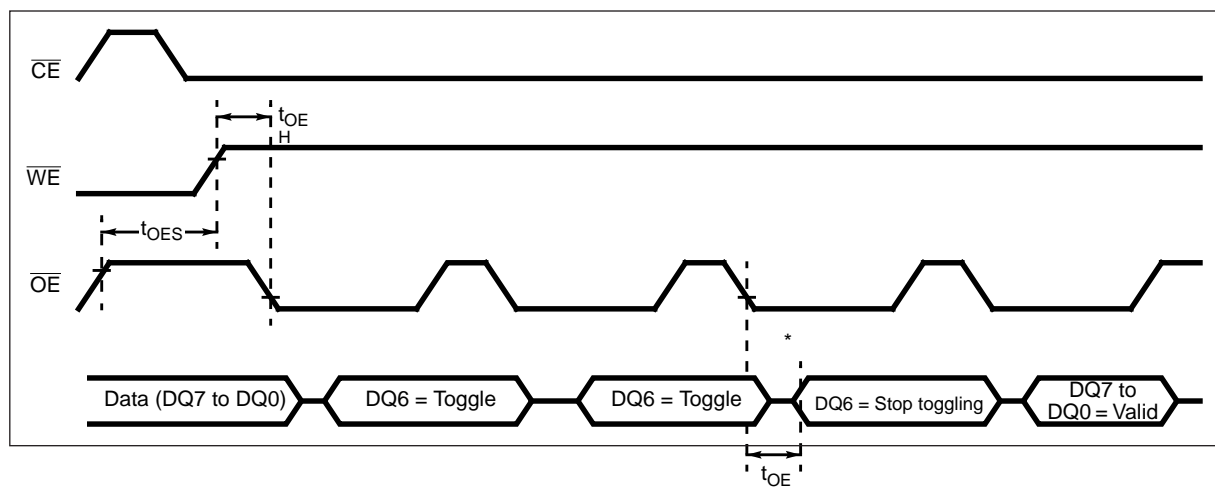 CE
tOE
H
WE
tOES
OE
*
Data (DQ7 to DQ0)
DQ6 = Toggle
DQ6 = Toggle
DQ6 = Stop toggling
DQ7 to
DQ0 = Valid
tOE